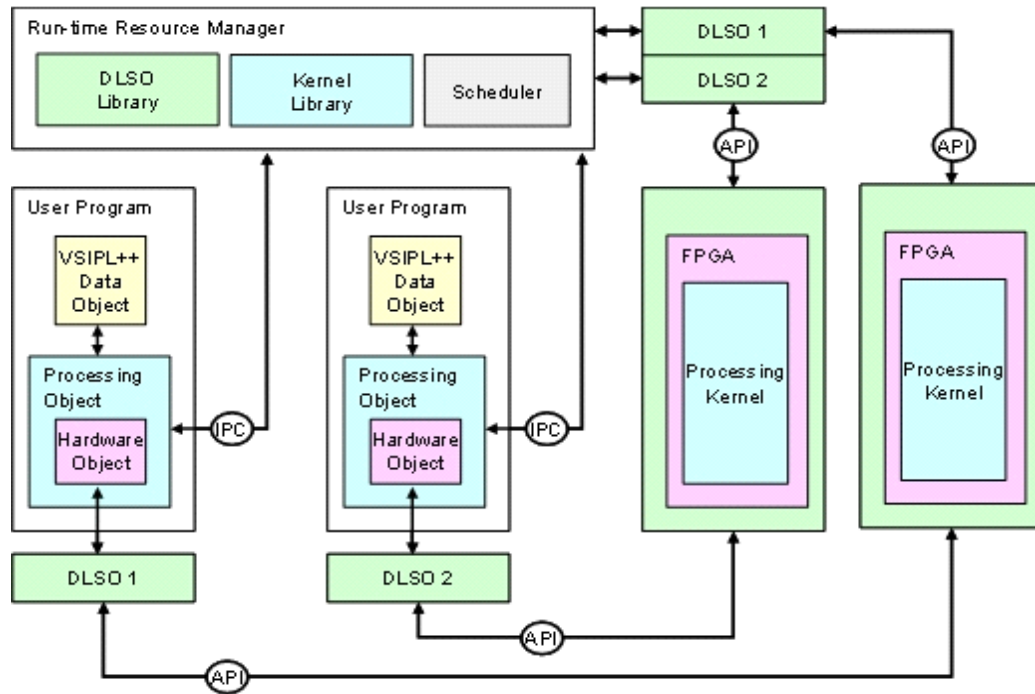 Run-time Resource Manager
DLSO
Library
Kernel
Library
Scheduler
DLSO 1
DLSO 2
API
API
User Program
VSIPL++
Data
Object
Processing
Object
Hardware
Object
IPC
DLSO 1
User Program
VSIPL++
Data
Object
Processing
Object
Hardware
Object
IPC
DLSO 2
FPGA
Processing
Kernel
FPGA
Processing
Kernel
API
API